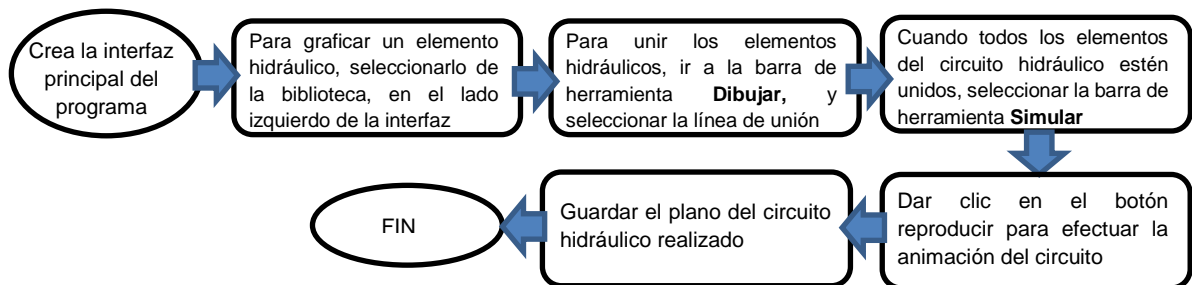 Crea la interfaz
principal del
programa
Para graficar un elemento
hidráulico, seleccionarlo de
la biblioteca, en el lado
izquierdo de la interfaz
Para unir los elementos
hidráulicos, ir a la barra de
herramienta Dibujar, y
seleccionar la línea de unión
Cuando todos los elementos
del circuito hidráulico estén
unidos, seleccionar la barra de
herramienta Simular
Dar clic en el botón
reproducir para efectuar la
animación del circuito
Guardar el plano del circuito
hidráulico realizado
FIN